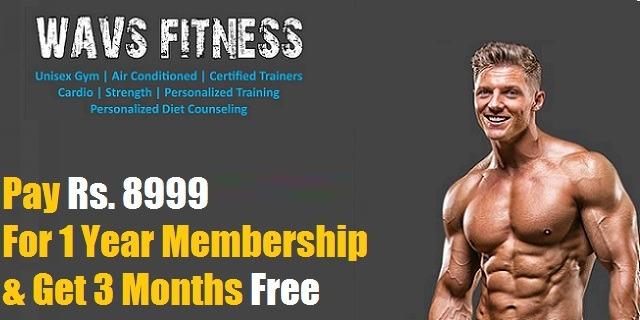 WAVS FITNESS
Unisex Gym | Air Conditioned | Certified Trainers
Cardio | Strength | Personalized Training
Personalized Diet Counseling
Pay Rs. 8999
For 1 Year Membership
& Get 3 Months Free